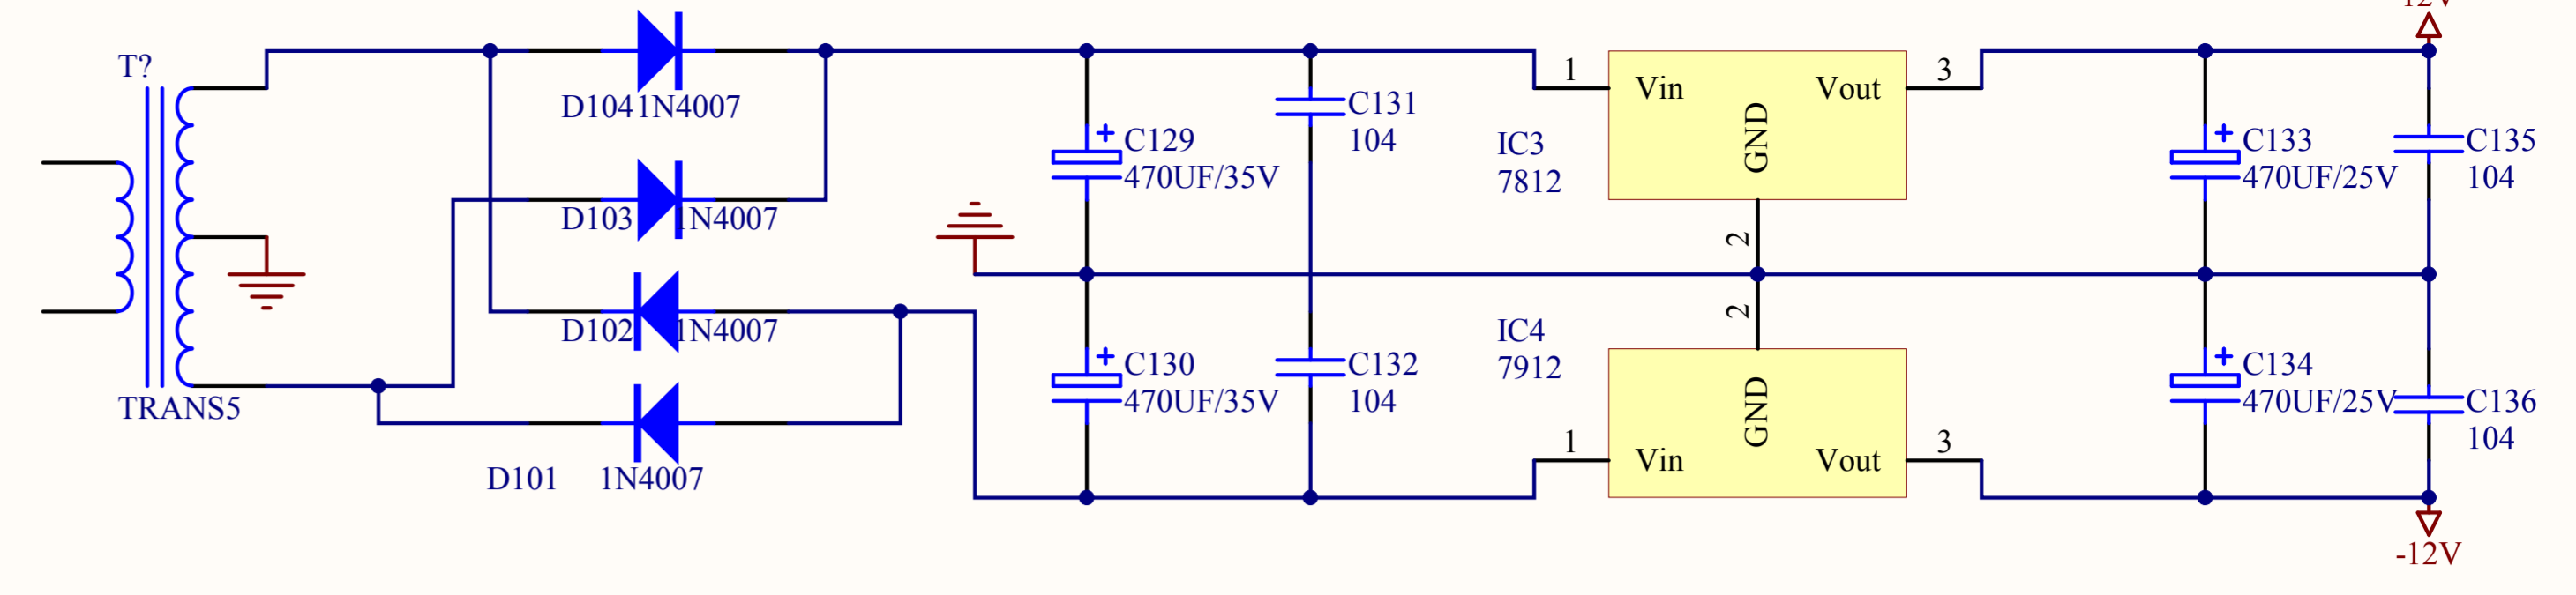 12V
T?
D104 1N4007
C131
104
1
Vin
Vout
3
GND
C129
470UF/35V
IC3
7812
C133
470UF/25V
C135
104
D103
1N4007
2
D102
1N4007
2
IC4
7912
C130
470UF/35V
C132
104
GND
C134
470UF/25V
C136
104
TRANS5
1
Vin
Vout
3
D101
1N4007
-12V